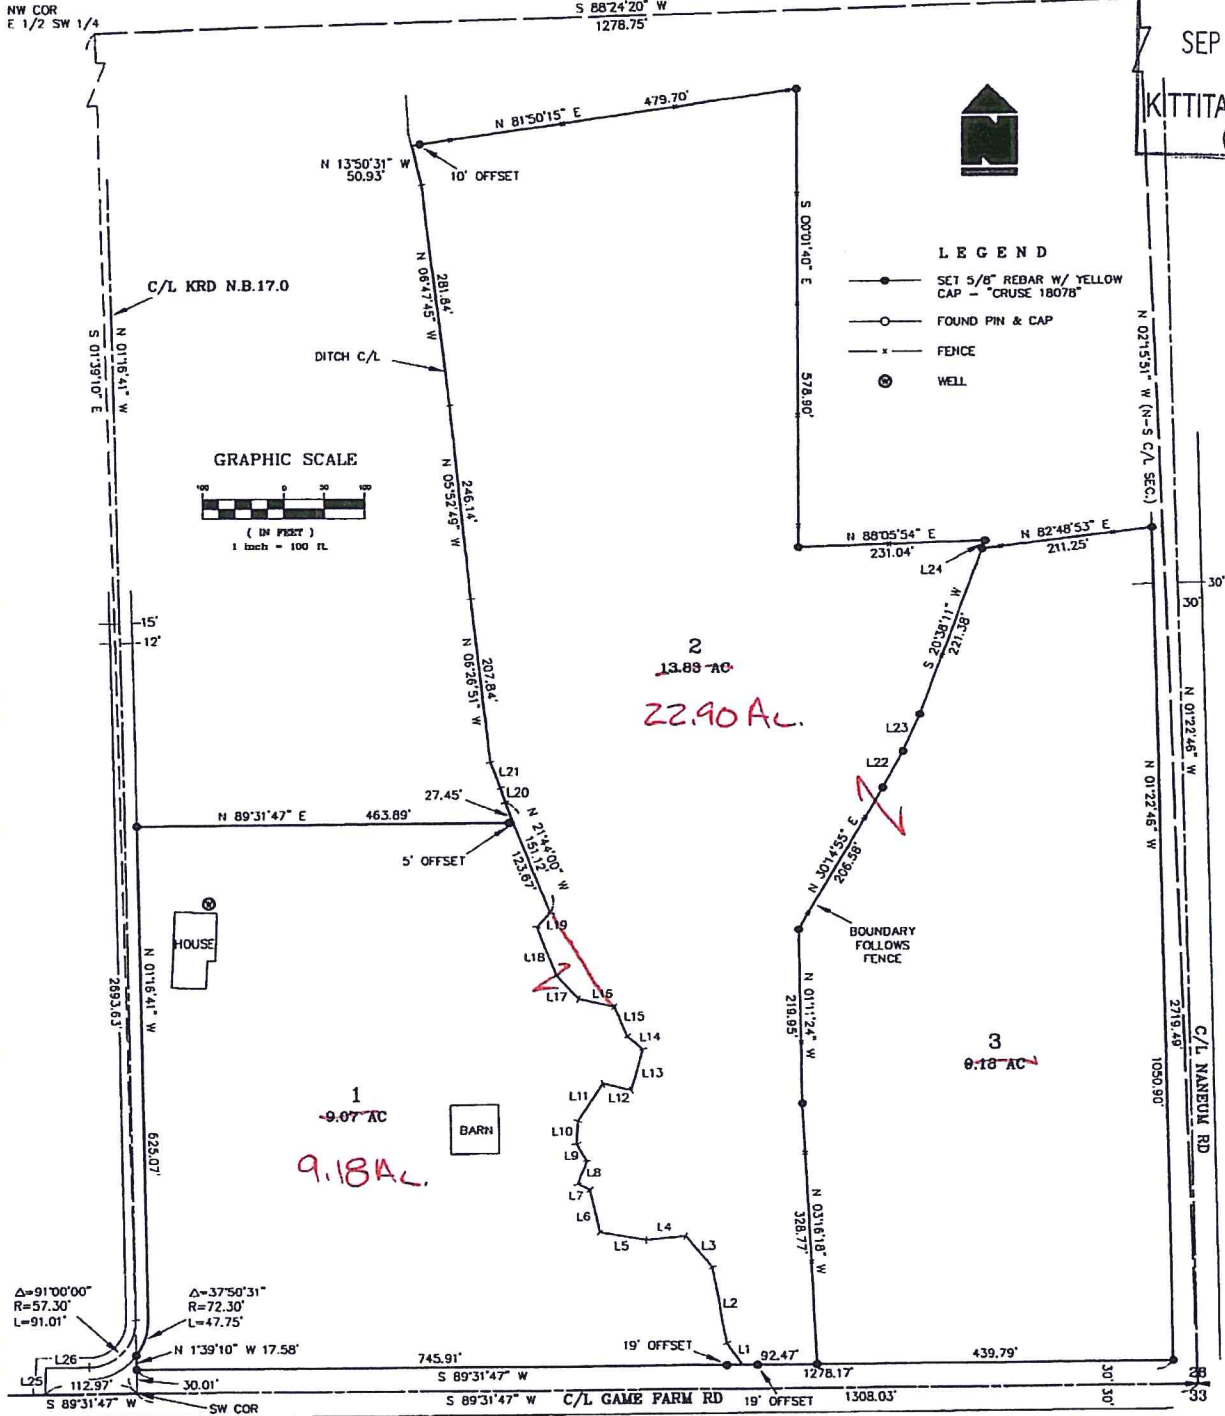 NW COR
E 1/2 SW 1/4
S 88°24'20" W
1278.75'
SEP
KITTITA
N 81°50'15" E
479.70'
N 13°50'31" W
50.93'
10' OFFSET
N
LEGEND
SET 5/8" REBAR W/ YELLOW
CAP - "CRUSE 18078"
FOUND PIN & CAP
FENCE
W WELL
C/L KRD N.B.17.0
S 01°39'10" E
N 01°16'41" W
DITCH C/L
281.84'
N 06°47'45" W
S 00°01'40" E
578.90'
N 02°15'51" W (N-S C/L SEC.)
GRAPHIC SCALE
100 0 50 100
( IN FEET )
1 inch = 100 ft.
246.14'
N 05°52'49" W
N 88°05'54" E
231.04'
L24
N 82°48'53" E
211.25'
30'
30'
15'
12'
S 20°38'11" W
221.38'
2
13.83 AC
22.90 Ac.
207.84'
N 06°26'51" W
N 01°22'46" W
L23
L22
L21
L20
27.45'
N 89°31'47" E 463.89'
5' OFFSET
N 21°44'00" W
151.12'
123.67'
N 30°14'55" E
206.58'
N 01°22'46" W
BOUNDARY
FOLLOWS
FENCE
W
HOUSE
L19
L18
L17
L16
L15
L14
L13
L12
L11
L10
L9
L8
L7
L6
L5
L4
L3
L2
L1
2693.63'
N 01°16'41" W
625.07'
N 01°11'24" W
219.95'
3
9.18 AC
2719.49'
1050.90'
C/L NANEUM RD
1
9.07 AC
9.18 Ac.
BARN
N 03°16'18" W
328.77'
Δ=91°00'00"
R=57.30'
L=91.01'
Δ=37°50'31"
R=72.30'
L=47.75'
N 1°39'10" W 17.58'
L26
L25
112.97'
30.01'
S 89°31'47" W
SW COR
745.91'
S 89°31'47" W
19' OFFSET
92.47'
1278.17'
439.79'
S 89°31'47" W C/L GAME FARM RD
19' OFFSET
1308.03'
30'
30'
28
33